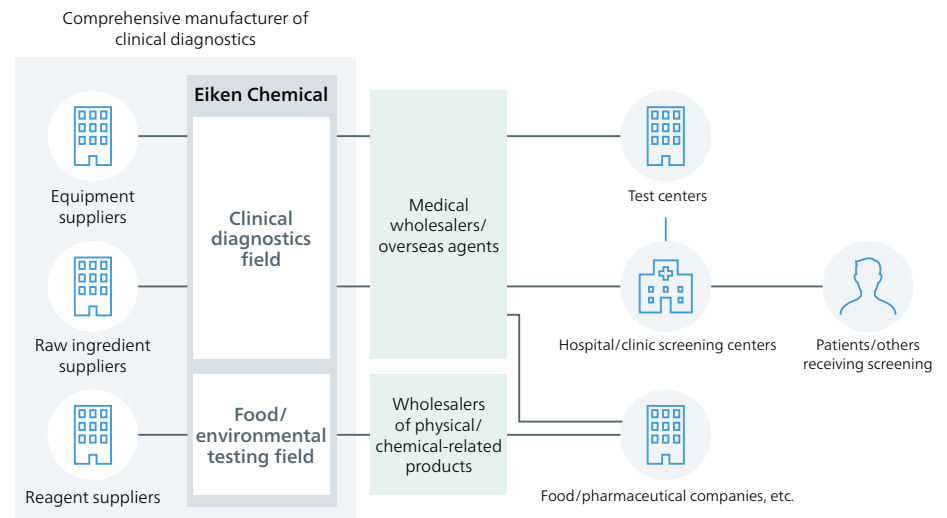 Comprehensive manufacturer of
clinical diagnostics
Eiken Chemical
Equipment
suppliers
Clinical
diagnostics
field
Medical
wholesalers/
overseas agents
Test centers
Raw ingredient
suppliers
Hospital/clinic screening centers
Patients/others
receiving screening
Food/
environmental
testing field
Wholesalers
of physical/
chemical-related
products
Reagent suppliers
Food/pharmaceutical companies, etc.